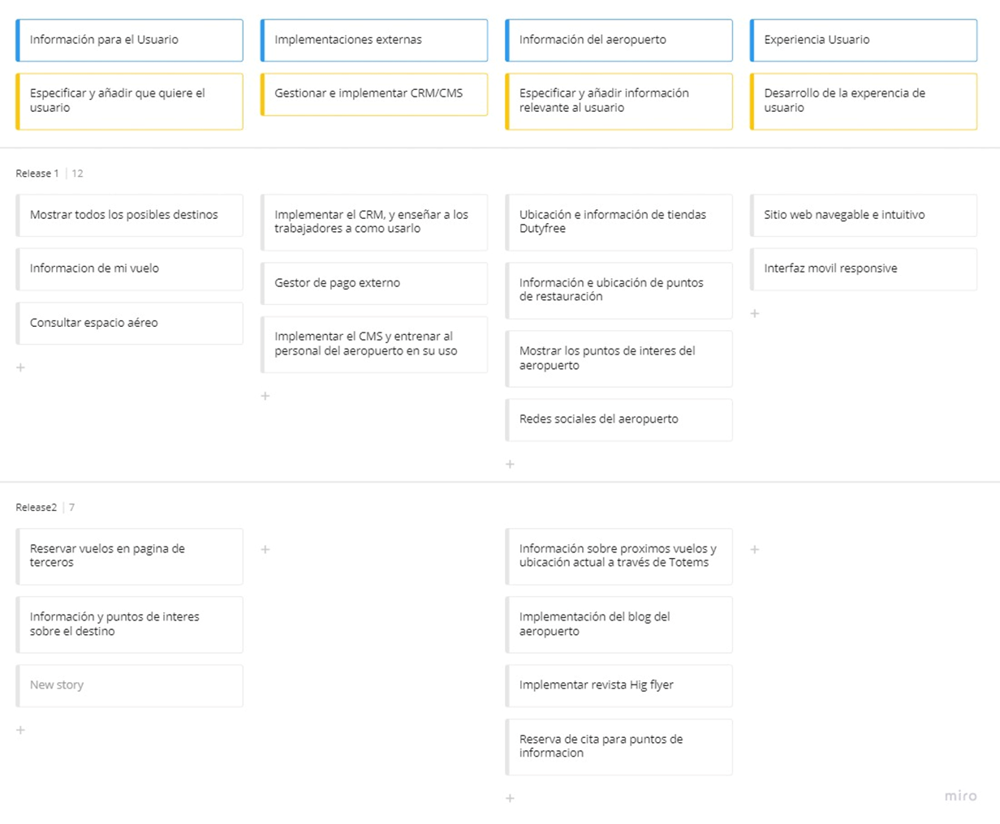 Información para el Usuario
Implementaciones externas
Información del aeropuerto
Experiencia Usuario
Especificar y añadir que quiere el
usuario
Gestionar e implementar CRM/CMS
Especificar y añadir información
relevante al usuario
Desarrollo de la experencia de
usuario
Release 1 | 12
Mostrar todos los posibles destinos
Informacion de mi vuelo
Consultar espacio aéreo
+
Implementar el CRM, y enseñar a los
trabajadores a como usarlo
Gestor de pago externo
Implementar el CMS y entrenar al
personal del aeropuerto en su uso
+
Ubicación e información de tiendas
Dutyfree
Información e ubicación de puntos
de restauración
Mostrar los puntos de interes del
aeropuerto
Redes sociales del aeropuerto
+
Sitio web navegable e intuitivo
Interfaz movil responsive
+
Release2 | 7
Reservar vuelos en pagina de
terceros
Información y puntos de interes
sobre el destino
New story
+
+
Información sobre proximos vuelos y
ubicación actual a través de Totems
Implementación del blog del
aeropuerto
Implementar revista Hig flyer
Reserva de cita para puntos de
informacion
+
+
miro